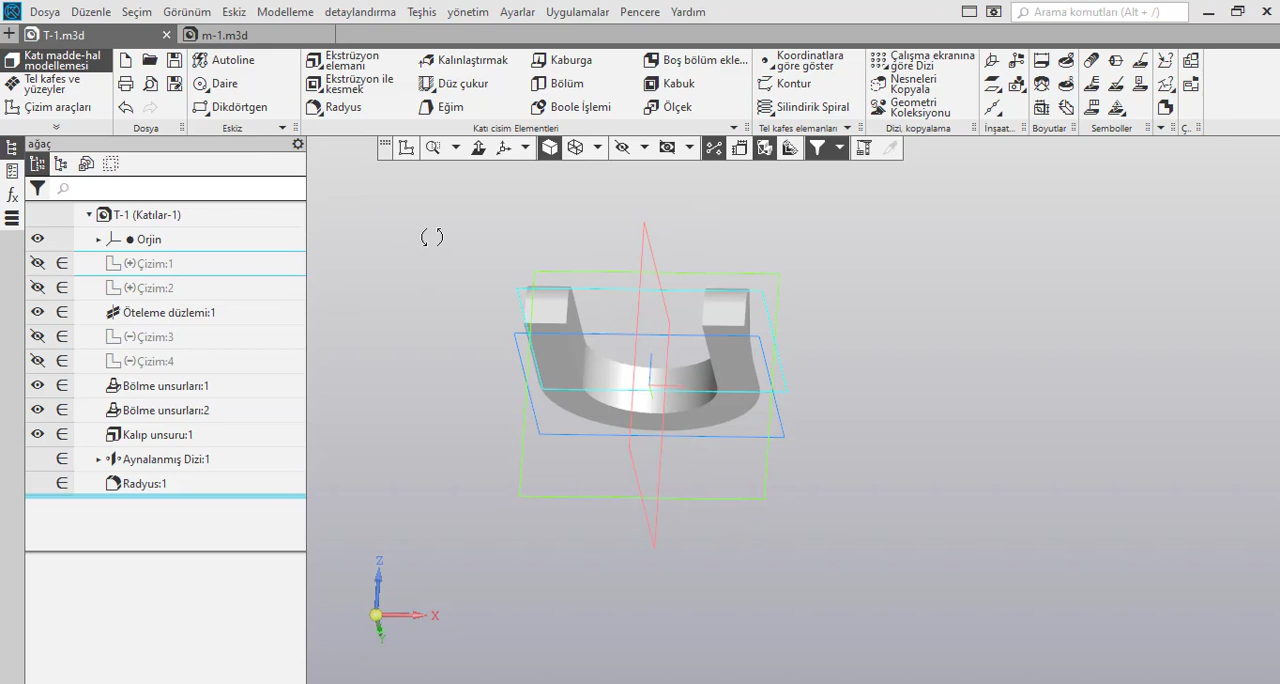 Dosya Düzenle Seçim Görünüm Eskiz Modelleme detaylandırma Teşhis yönetim Ayarlar Uygulamalar Pencere Yardım
Arama komutları (Alt + /)
T-1.m3d
m-1.m3d
Katı madde-hal modellemesi
Tel kafes ve yüzeyler
Çizim araçları
Dosya
Autoline
Daire
Dikdörtgen
Eskiz
Ekstrüzyon elemanı
Ekstrüzyon ile kesmek
Radyus
Kalınlaştırmak
Düz çukur
Eğim
Kaburga
Bölüm
Boole İşlemi
Boş bölüm ekle...
Kabuk
Ölçek
Katı cisim Elementleri
Koordinatlara göre göster
Kontur
Silindirik Spiral
Tel kafes elemanları
Çalışma ekranına göre Dizi
Nesneleri Kopyala
Geometri Koleksiyonu
Dizi, kopyalama
İnşaat...
Boyutlar
Semboller
Ç...
ağaç
fx
T-1 (Katılar-1)
Orjin
(+)Çizim:1
(+)Çizim:2
Öteleme düzlemi:1
(−)Çizim:3
(−)Çizim:4
Bölme unsurları:1
Bölme unsurları:2
Kalıp unsuru:1
Aynalanmış Dizi:1
Radyus:1
Z
X
Y